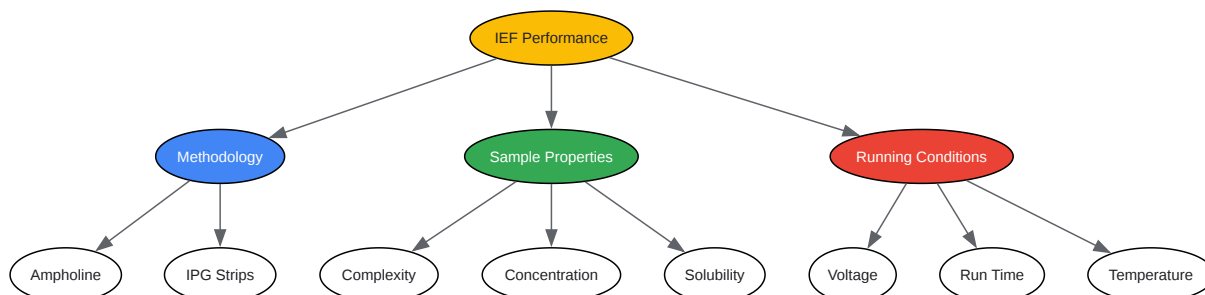 IEF Performance
Methodology
Sample Properties
Running Conditions
Ampholine
IPG Strips
Complexity
Concentration
Solubility
Voltage
Run Time
Temperature